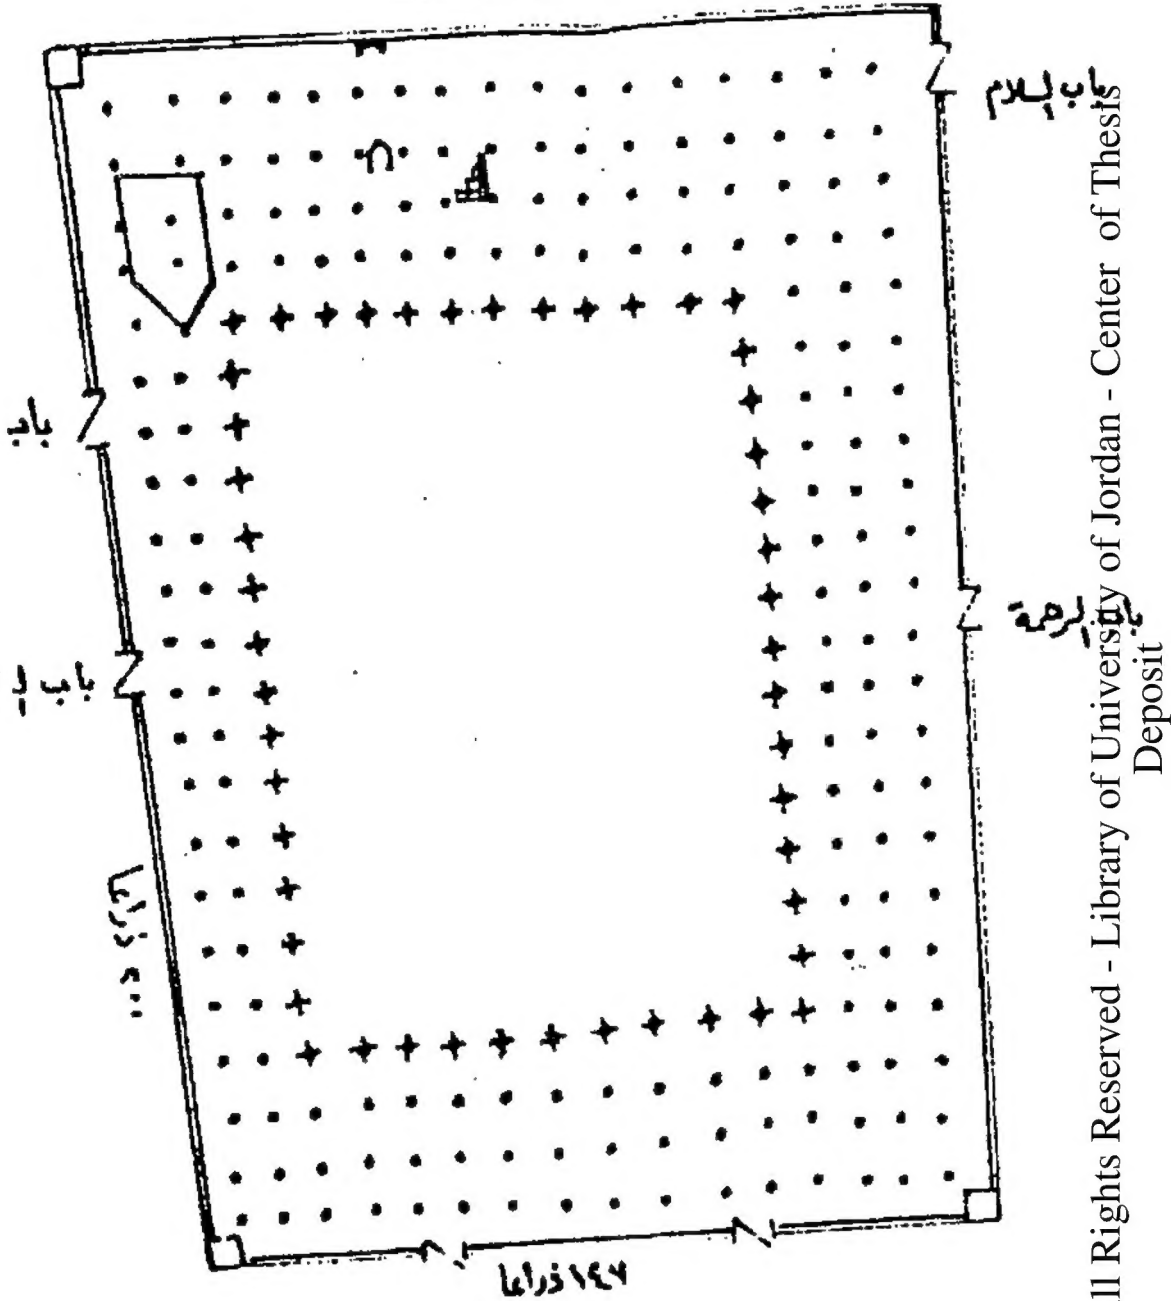 باب السلام
باب
باب الرحمة
٢٠٠ ذراعا
١٤٧ ذراعا
ll Rights Reserved - Library of University of Jordan - Center of Thesis
Deposit